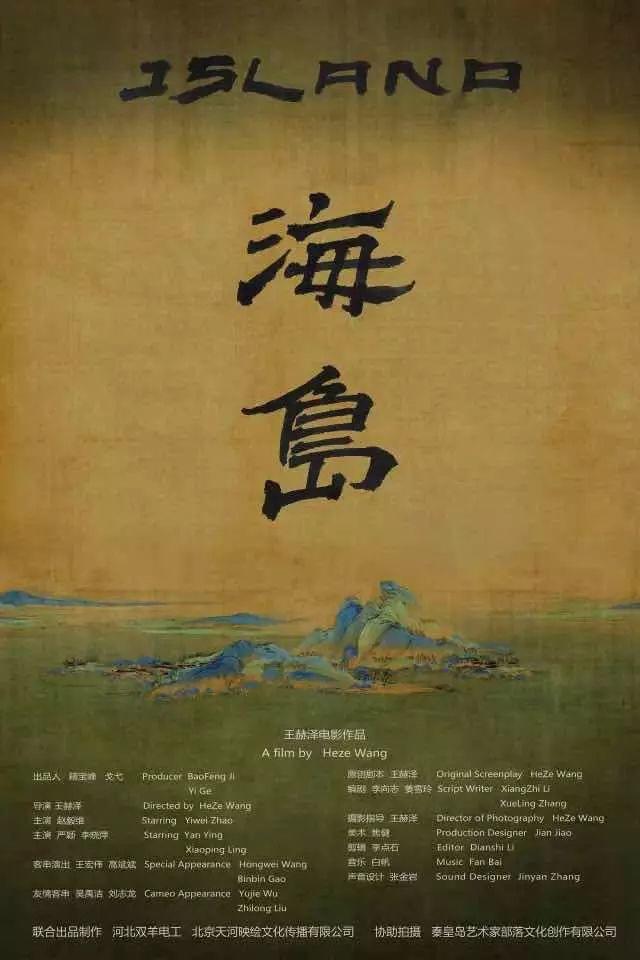 ISLAND
海
島
王赫泽电影作品
A film by Heze Wang
出品人 籍宝峰 戈弋 Producer BaoFeng Ji
Yi Ge
导演 王赫泽 Directed by HeZe Wang
主演 赵毅维 Starring Yiwei Zhao
主演 严颖 李晓萍 Starring Yan Ying
Xiaoping Ling
客串演出 王宏伟 高斌斌 Special Appearance Hongwei Wang
Binbin Gao
友情客串 吴禹洁 刘志龙 Cameo Appearance Yujie Wu
Zhilong Liu
原创剧本 王赫泽 Original Screenplay HeZe Wang
编剧 李向志 姜雪玲 Script Writer XiangZhi Li
XueLing Zhang
摄影指导 王赫泽 Director of Photography HeZe Wang
美术 焦健 Production Designer Jian Jiao
剪辑 李点石 Editor Dianshi Li
音乐 白帆 Music Fan Bai
声音设计 张金岩 Sound Designer Jinyan Zhang
联合出品制作 河北双羊电工 北京天河映绘文化传播有限公司 协助拍摄 秦皇岛艺术家部落文化创作有限公司